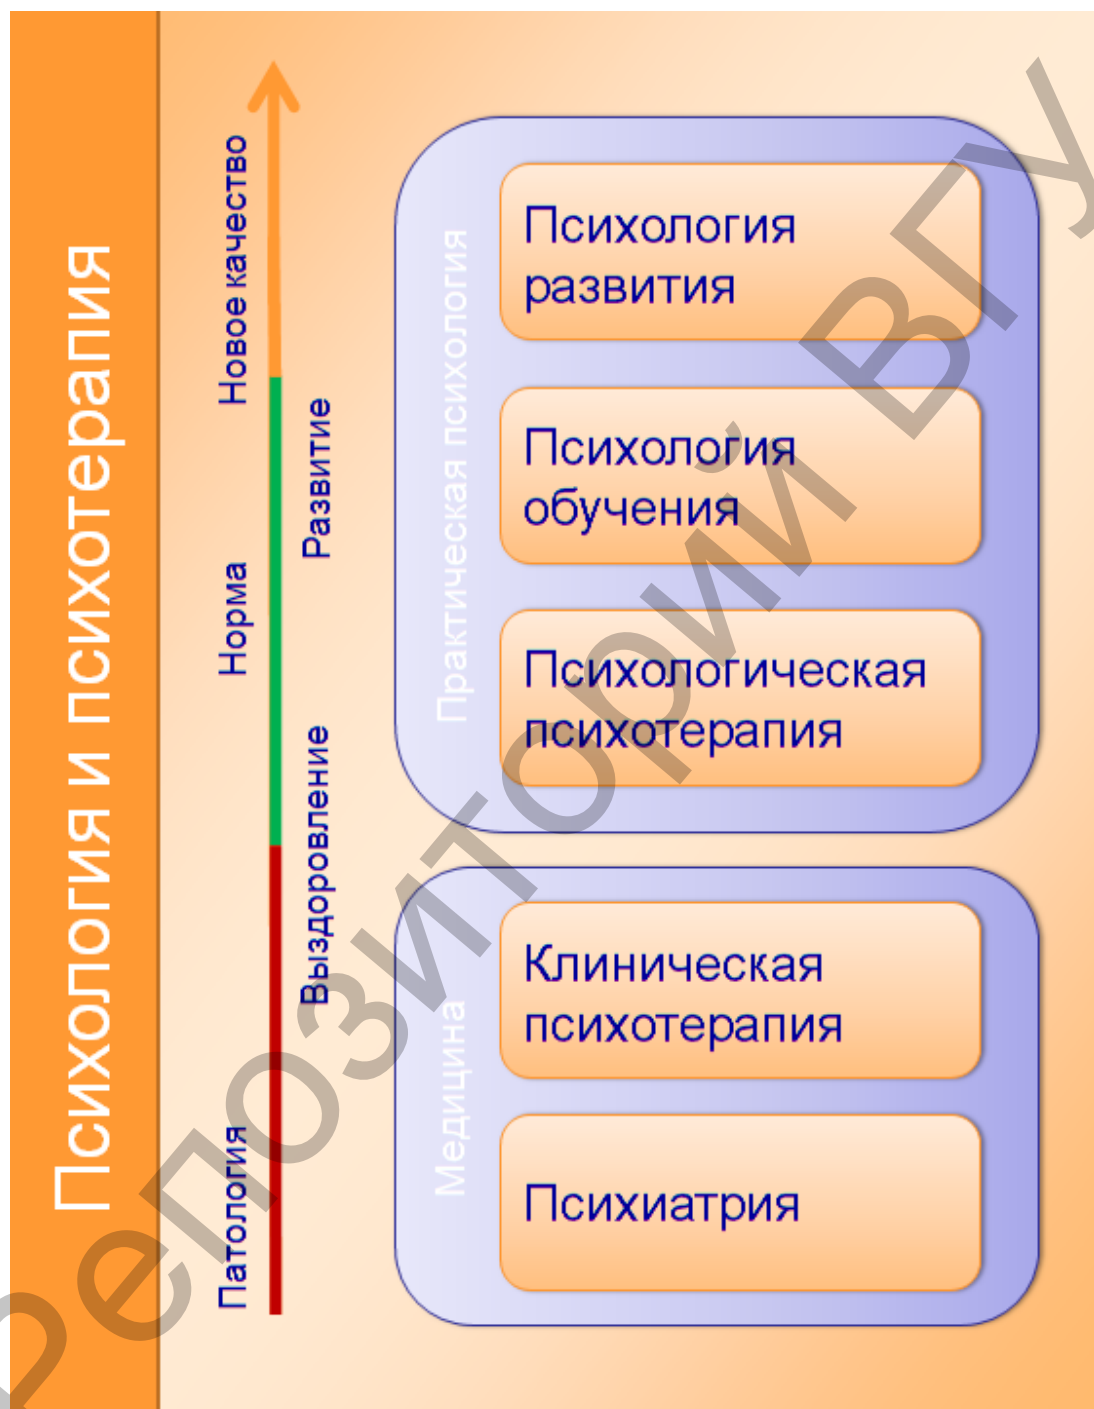 Психология и психотерапия
Новое качество
Норма
Патология
Развитие
Выздоровление
Практическая психология
Психология
развития
Психология
обучения
Психологическая
психотерапия
Медицина
Клиническая
психотерапия
Психиатрия
Репозиторий ВГУ